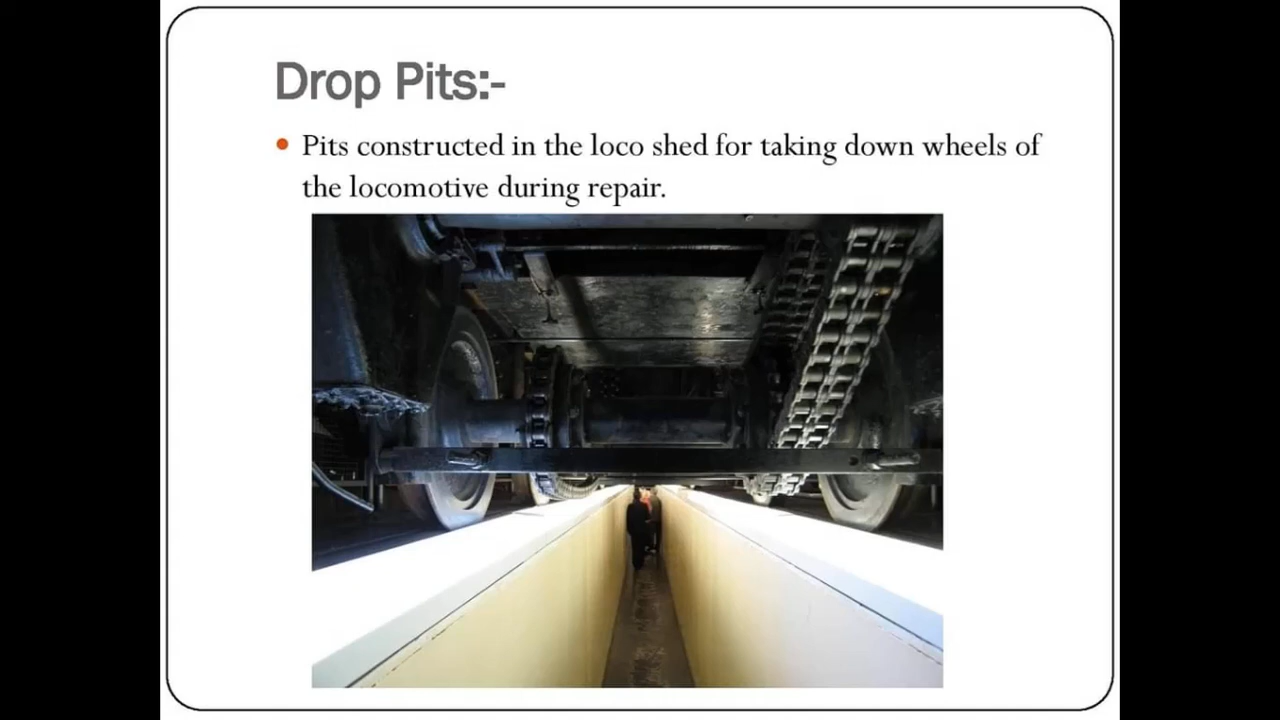 Drop Pits:-
Pits constructed in the loco shed for taking down wheels of
the locomotive during repair.